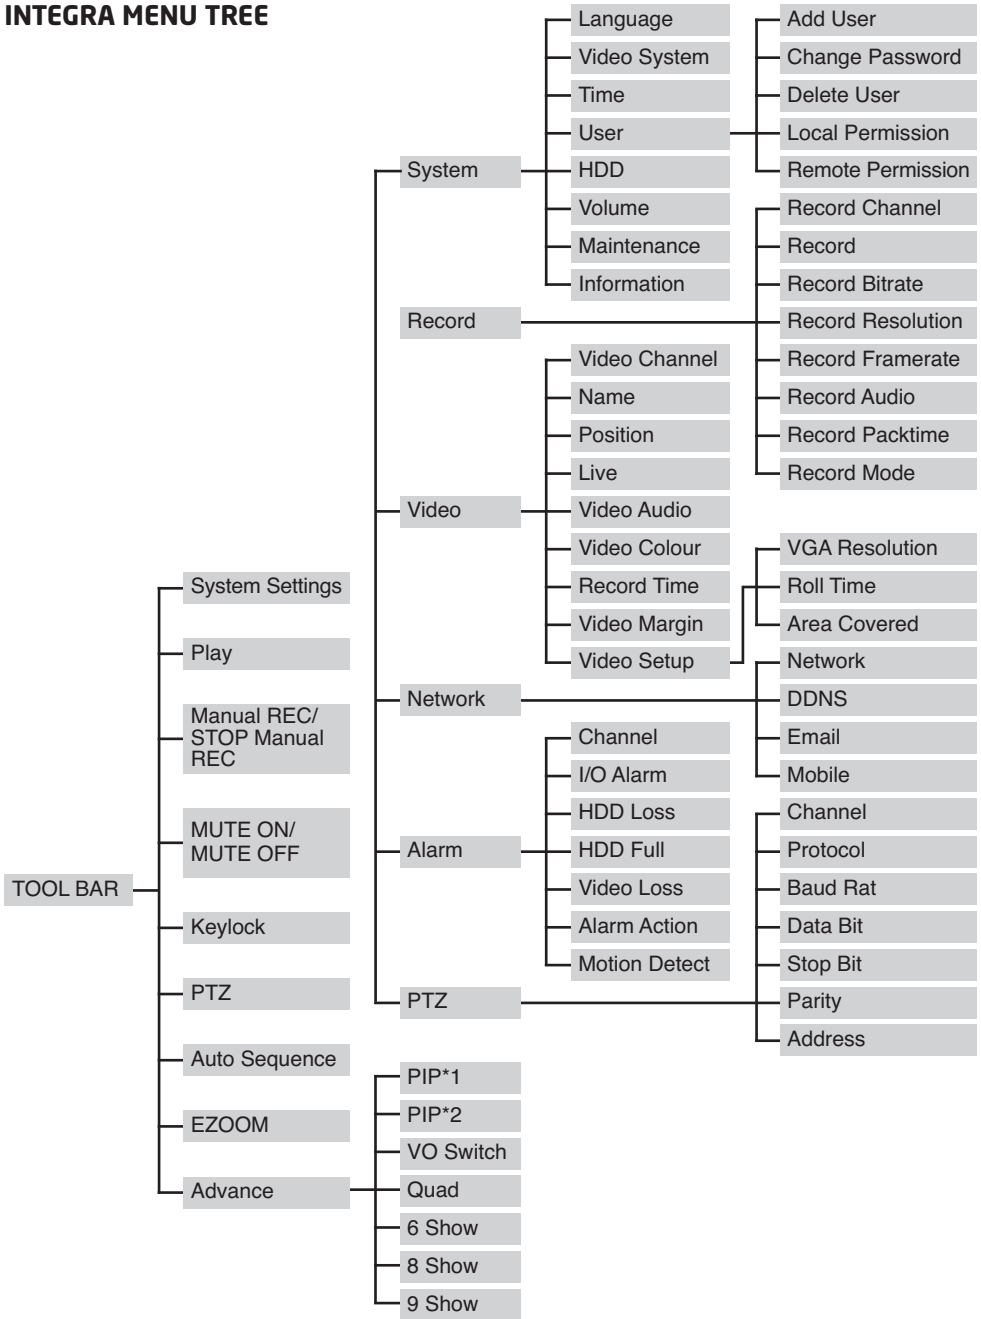 INTEGRA MENU TREE
TOOL BAR
System Settings
Play
Manual REC/
STOP Manual
REC
MUTE ON/
MUTE OFF
Keylock
PTZ
Auto Sequence
EZOOM
Advance
System
Record
Video
Network
Alarm
PTZ
PIP*1
PIP*2
VO Switch
Quad
6 Show
8 Show
9 Show
Language
Video System
Time
User
HDD
Volume
Maintenance
Information
Video Channel
Name
Position
Live
Video Audio
Video Colour
Record Time
Video Margin
Video Setup
Channel
I/O Alarm
HDD Loss
HDD Full
Video Loss
Alarm Action
Motion Detect
Add User
Change Password
Delete User
Local Permission
Remote Permission
Record Channel
Record
Record Bitrate
Record Resolution
Record Framerate
Record Audio
Record Packtime
Record Mode
VGA Resolution
Roll Time
Area Covered
Network
DDNS
Email
Mobile
Channel
Protocol
Baud Rat
Data Bit
Stop Bit
Parity
Address